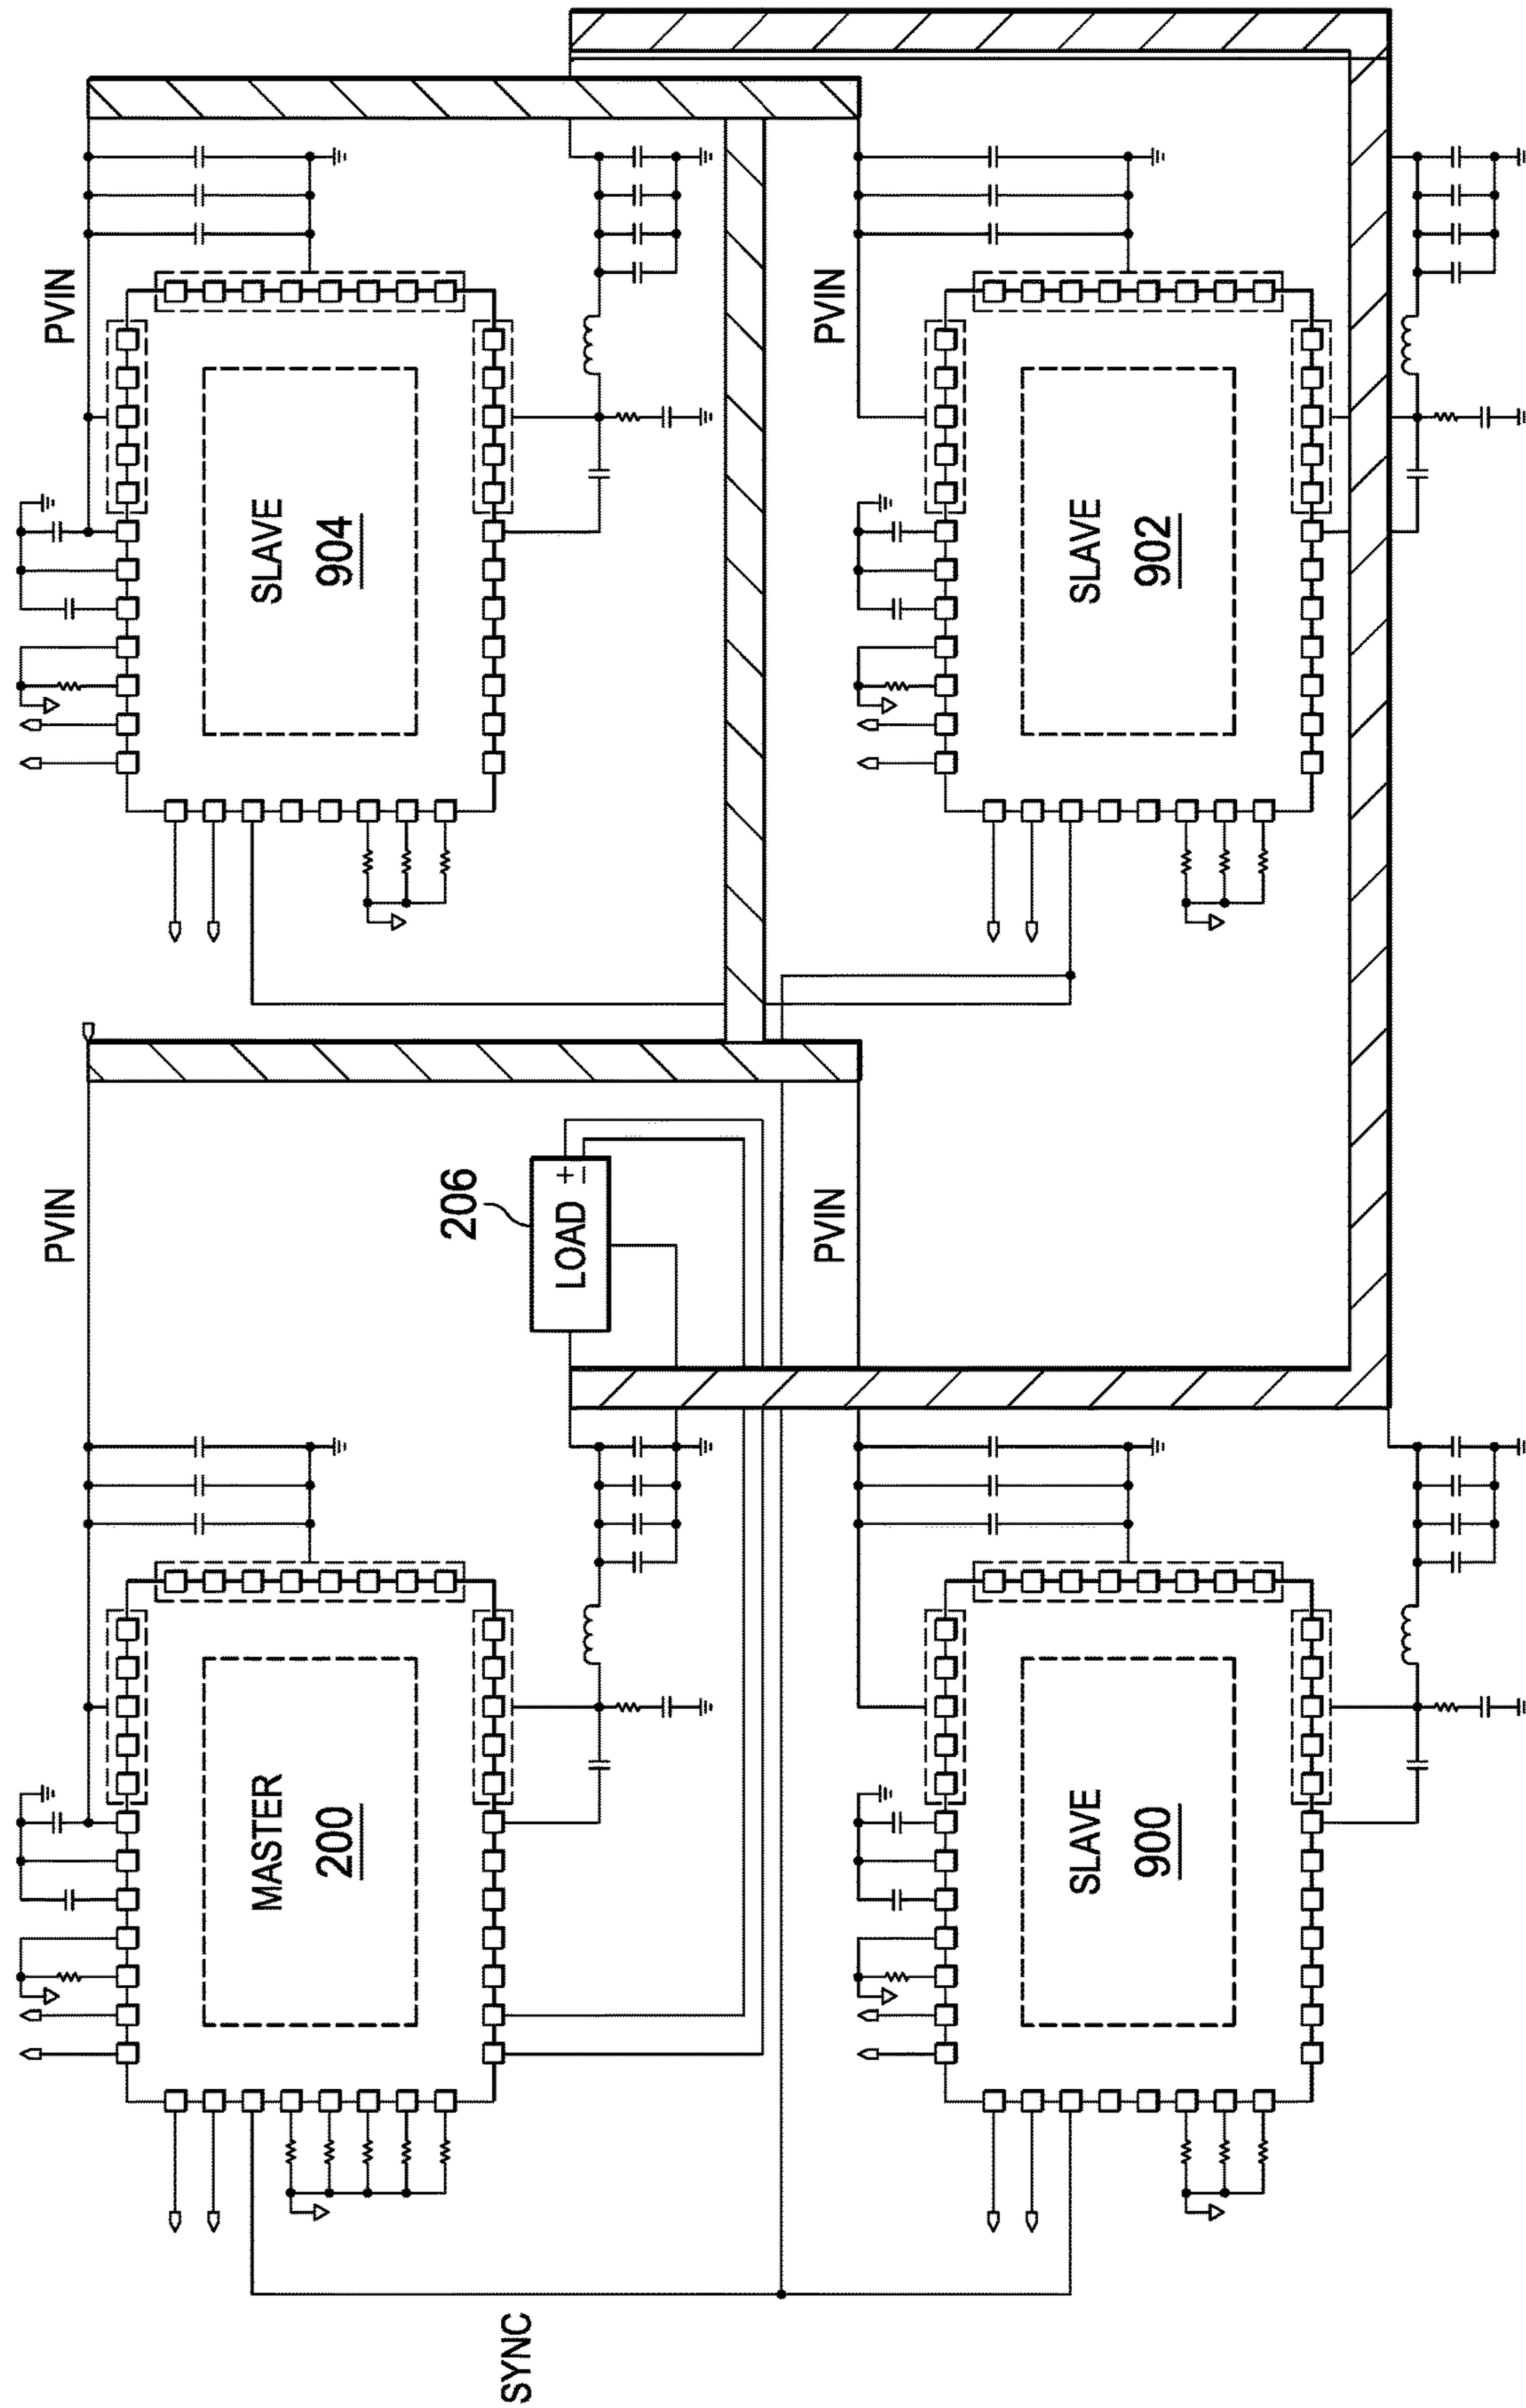 PVIN
PVIN
MASTER
200
SLAVE
904
206
LOAD + −
SYNC
PVIN
PVIN
SLAVE
900
SLAVE
902